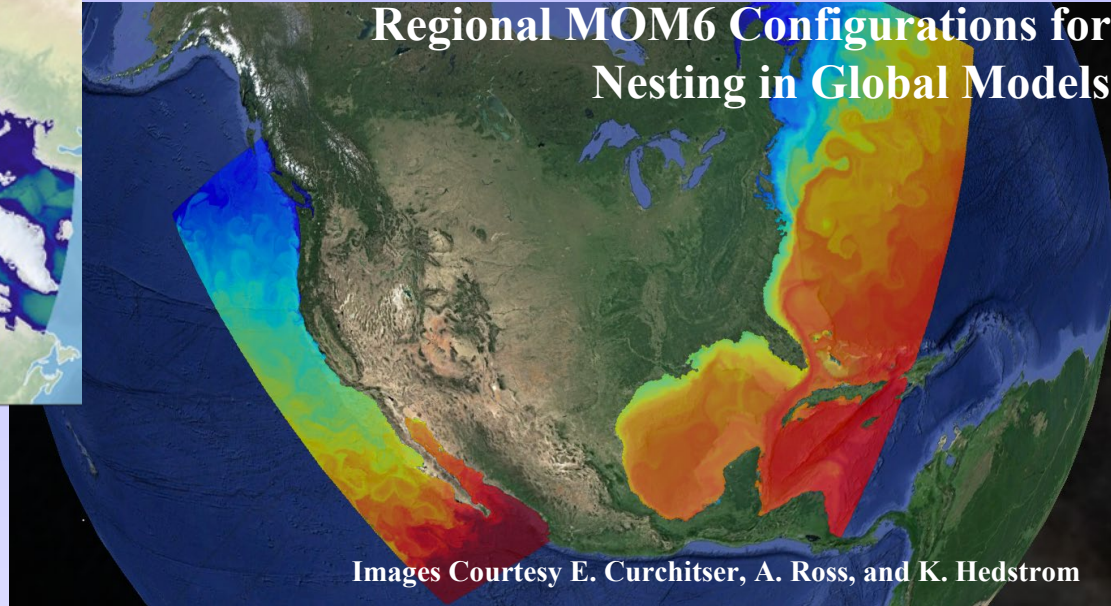 Regional MOM6 Configurations for
Nesting in Global Models
Images Courtesy E. Curchitser, A. Ross, and K. Hedstrom